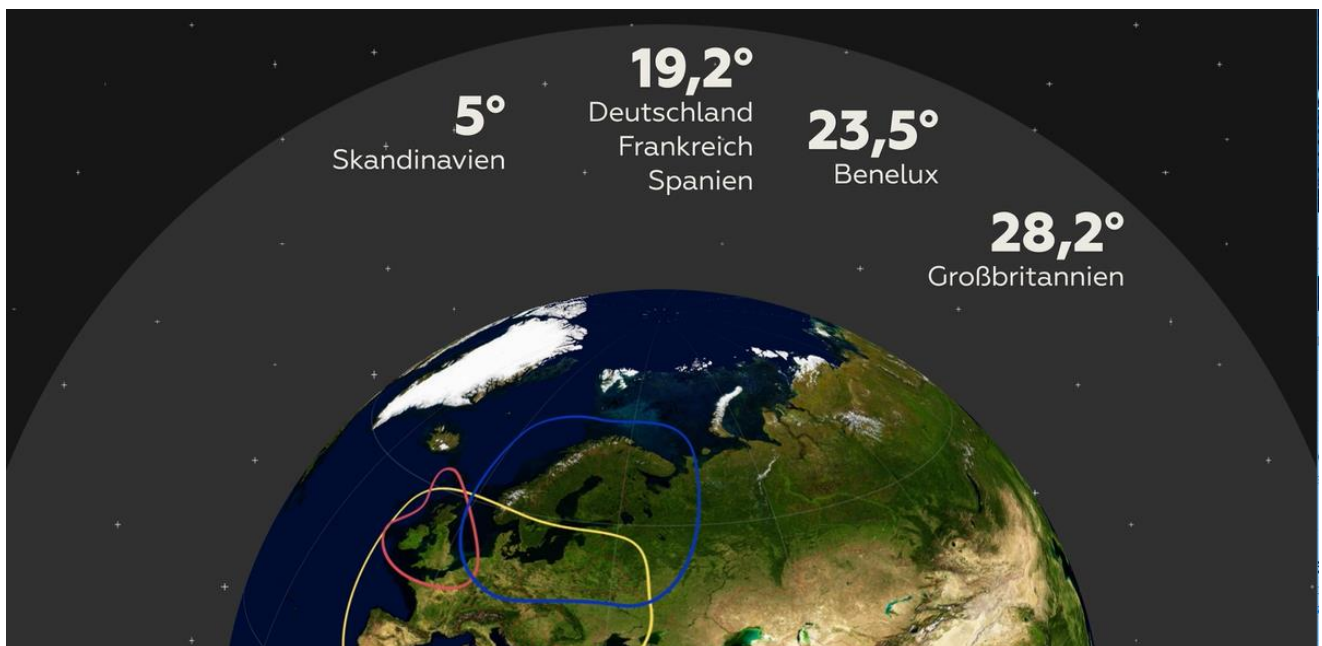 5°
Skandinavien
19,2°
Deutschland
Frankreich
Spanien
23,5°
Benelux
28,2°
Großbritannien